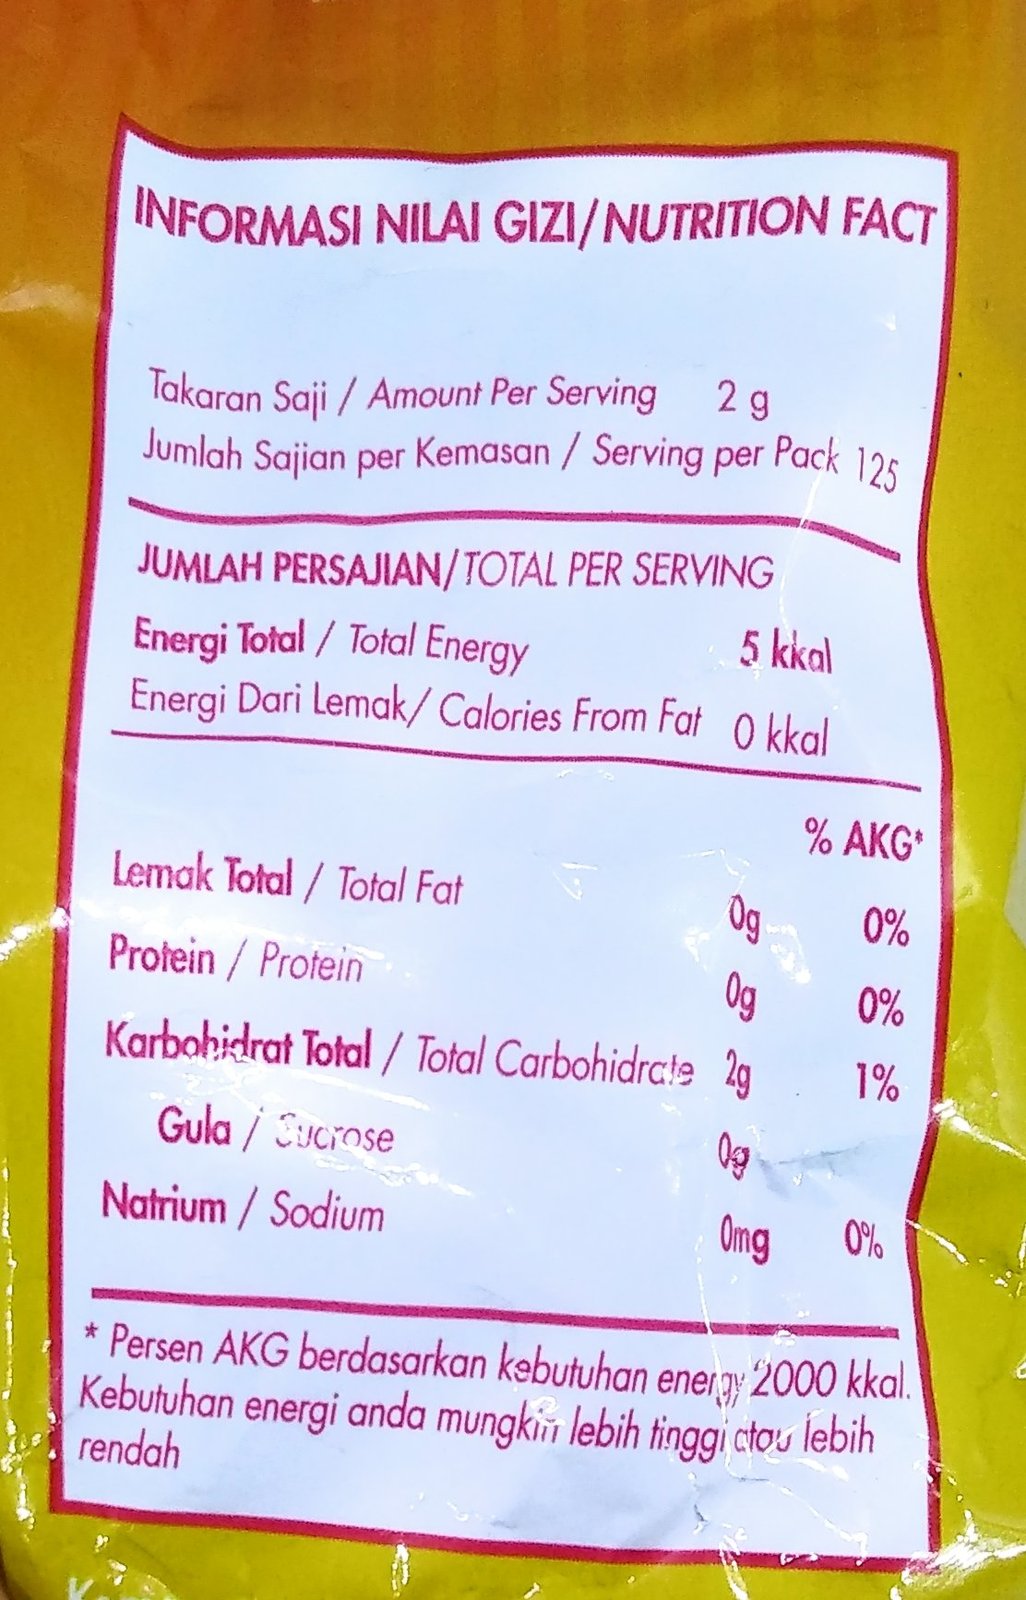 INFORMASI NILAI GIZI/NUTRITION FACT
Takaran Saji / Amount Per Serving 2 g
Jumlah Sajian per Kemasan / Serving per Pack 125
JUMLAH PERSAJIAN/TOTAL PER SERVING
Energi Total / Total Energy 5 kkal
Energi Dari Lemak/ Calories From Fat 0 kkal
% AKG*
Lemak Total / Total Fat 0g 0%
Protein / Protein 0g 0%
Karbohidrat Total / Total Carbohidrate 2g 1%
Gula / Sucrose 0g
Natrium / Sodium 0mg 0%
* Persen AKG berdasarkan kebutuhan energy 2000 kkal.
Kebutuhan energi anda mungkin lebih tinggi atau lebih
rendah